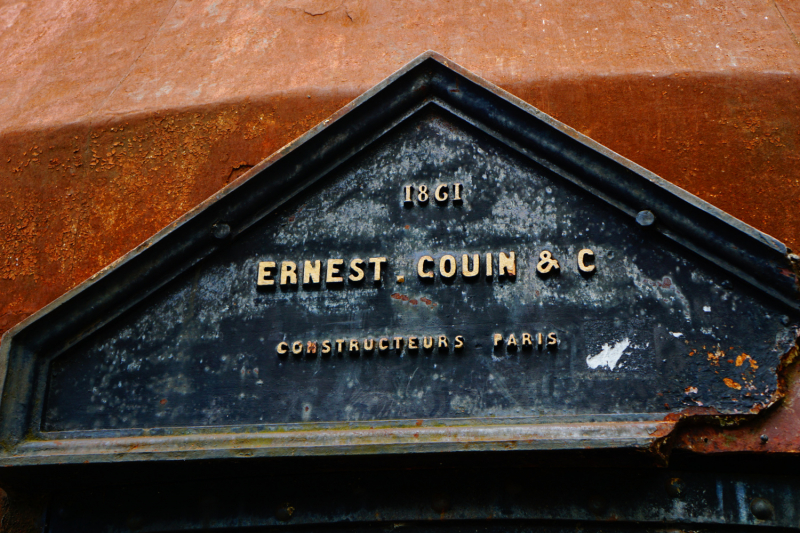 1861
ERNEST. GOUIN & C
CONSTRUCTEURS PARIS